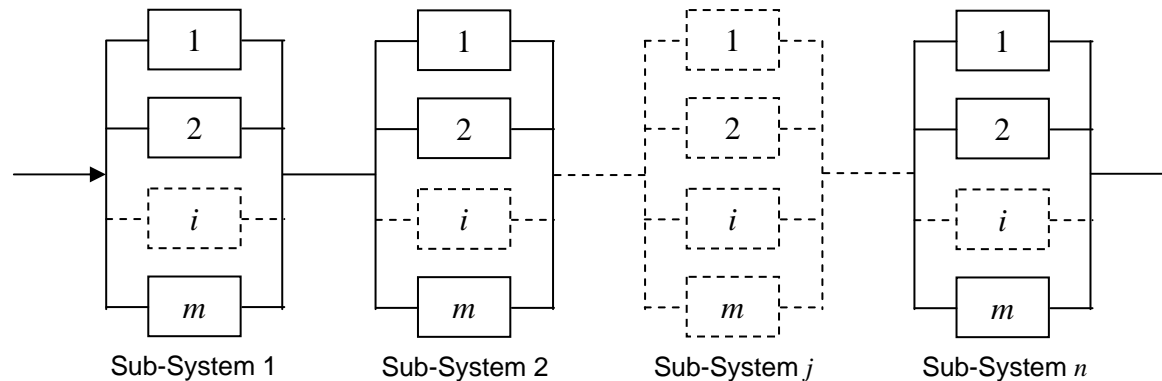 1 1 1 1
2 2 2 2
i i i i
m m m m
Sub-System 1 Sub-System 2 Sub-System j Sub-System n